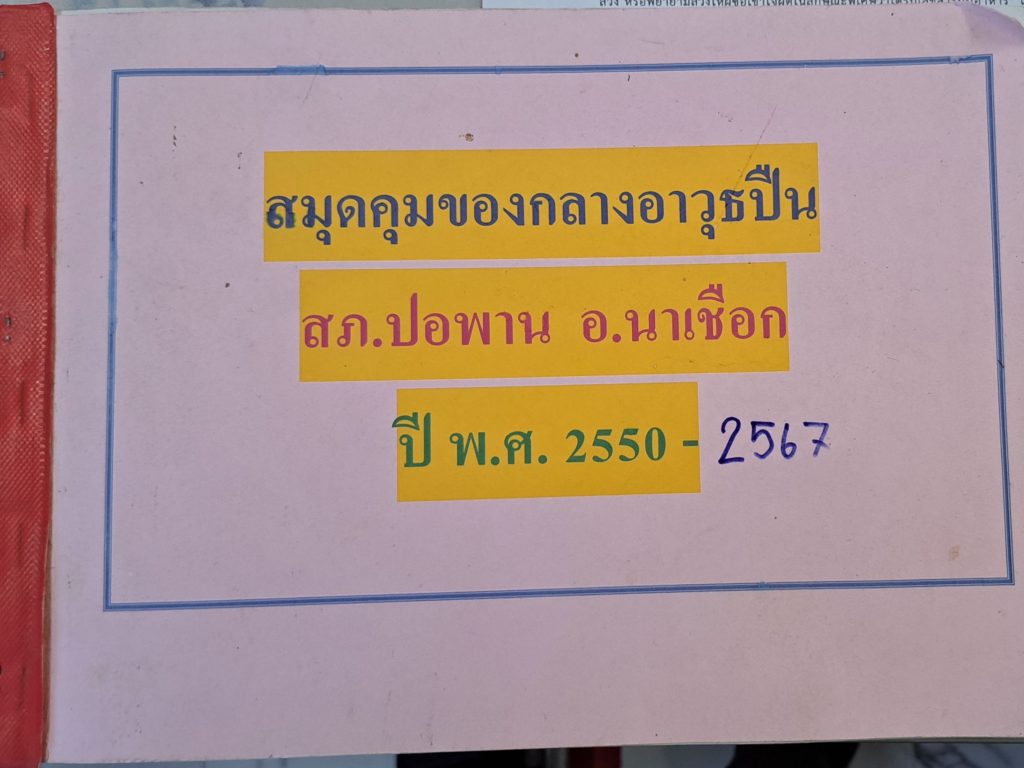 สมุดคุมของกลางอาวุธปืน
สภ.ปอพาน อ.นาเชือก
ปี พ.ศ. 2550 - 2567